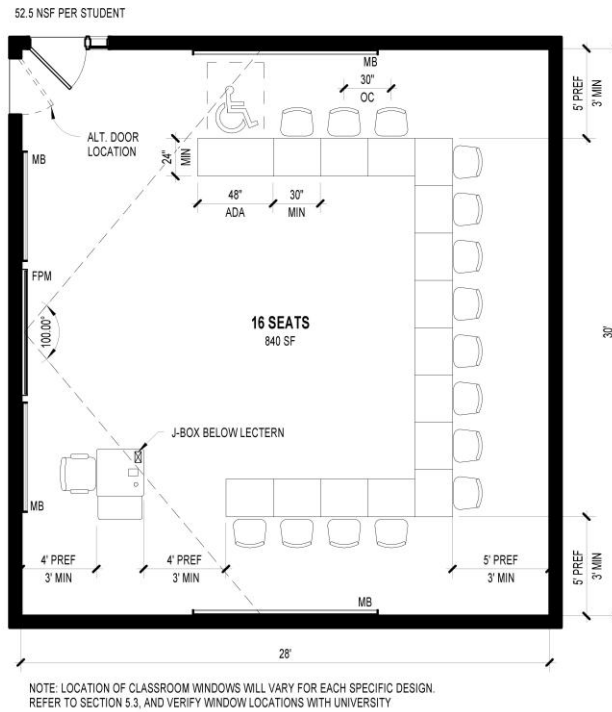 52.5 NSF PER STUDENT
MB
30"
OC
5' PREF
3' MIN
ALT. DOOR
LOCATION
MB
24"
MIN
48"
ADA
30"
MIN
FPM
100.00°
16 SEATS
840 SF
30'
J-BOX BELOW LECTERN
MB
4' PREF
3' MIN
4' PREF
3' MIN
5' PREF
3' MIN
5' PREF
3' MIN
MB
28'
NOTE: LOCATION OF CLASSROOM WINDOWS WILL VARY FOR EACH SPECIFIC DESIGN.
REFER TO SECTION 5.3, AND VERIFY WINDOW LOCATIONS WITH UNIVERSITY